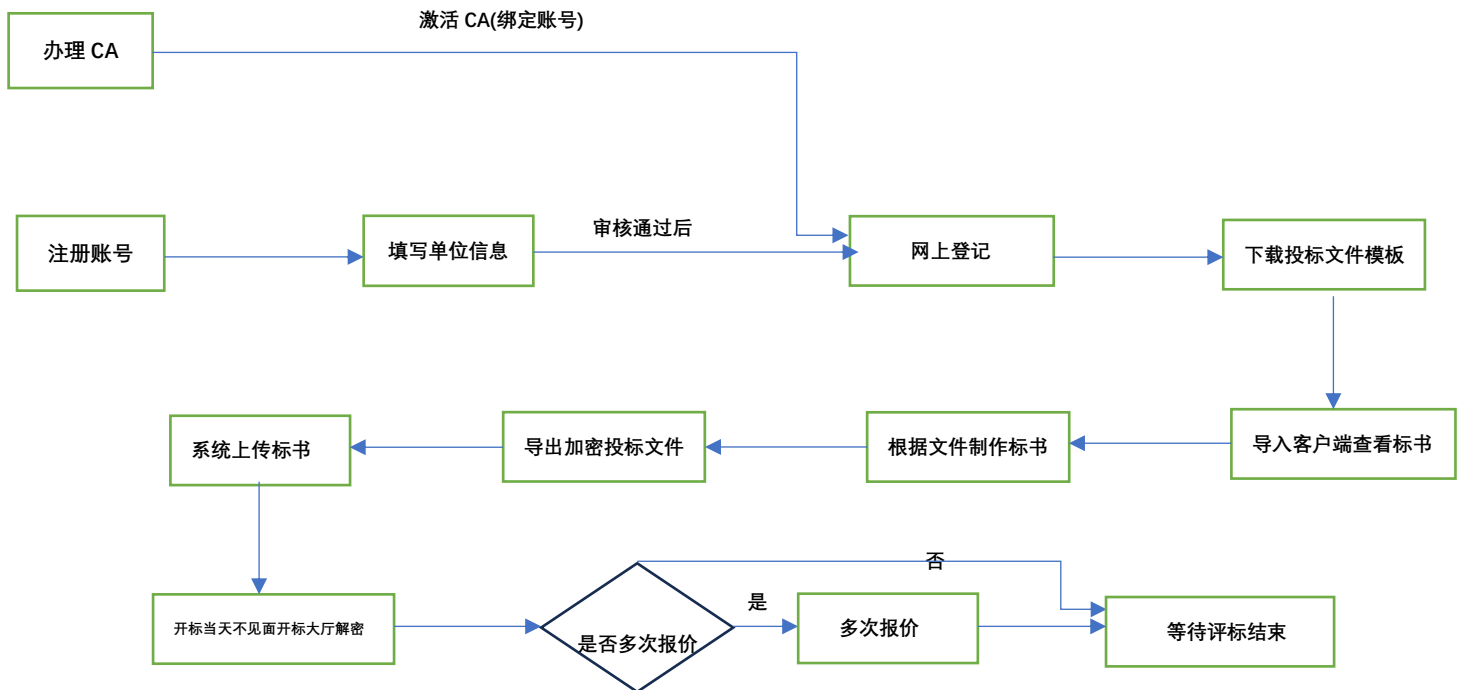 激活 CA(绑定账号)
办理 CA
注册账号
填写单位信息
审核通过后
网上登记
下载投标文件模板
系统上传标书
导出加密投标文件
根据文件制作标书
导入客户端查看标书
开标当天不见面开标大厅解密
是否多次报价
否
是
多次报价
等待评标结束